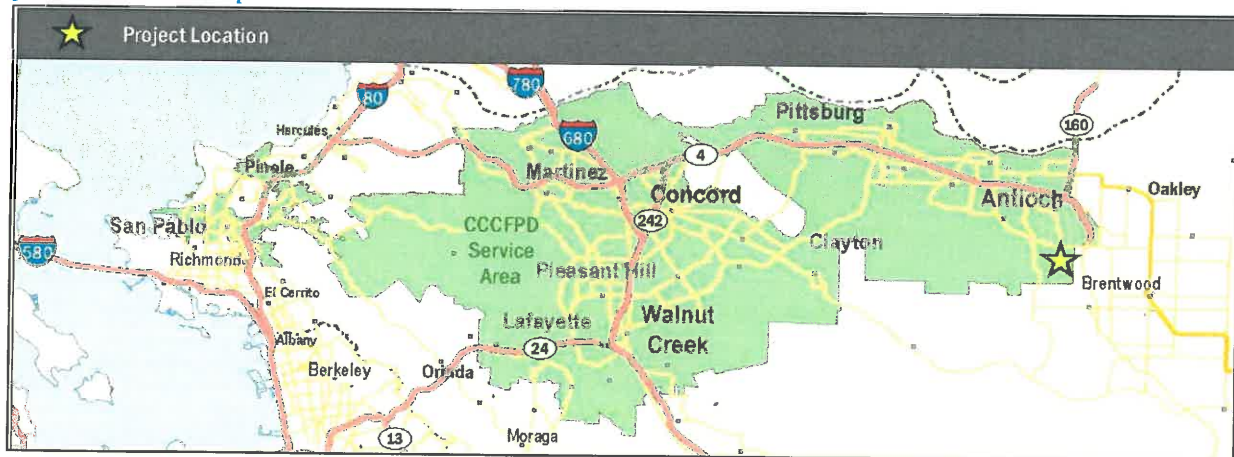 Project Location
780
80
Pittsburg
160
Hercules
680
4
Pinole
Martinez
Concord
Antioch
Oakley
San Pablo
CCCFPD
Service
Area
242
Clayton
580
Richmond
Pleasant Hill
Brentwood
El Cerrito
Lafayette
Walnut
Creek
Albany
24
Berkeley
Orinda
13
Moraga